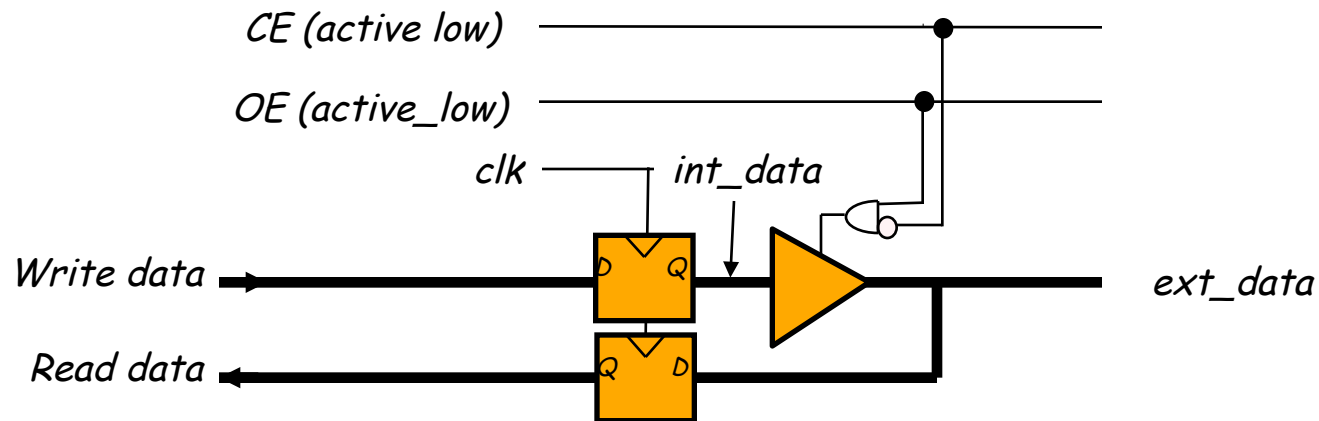 CE (active low)
OE (active_low)
clk
int_data
Write data
D
Q
ext_data
Read data
Q
D